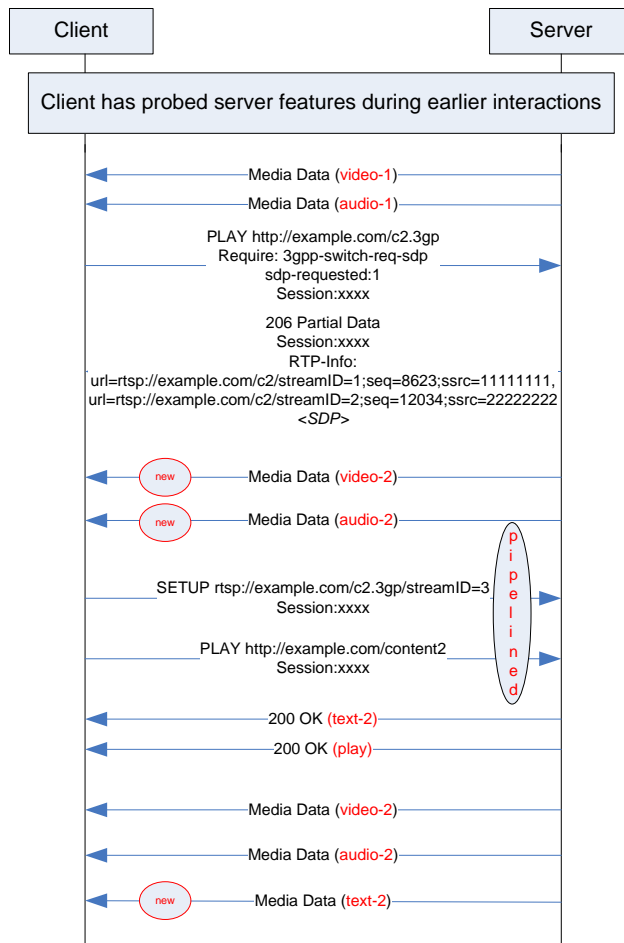 Client
Server
Client has probed server features during earlier interactions
Media Data (video-1)
Media Data (audio-1)
PLAY http://example.com/c2.3gp
Require: 3gpp-switch-req-sdp
sdp-requested:1
Session:xxxx
206 Partial Data
Session:xxxx
RTP-Info:
url=rtsp://example.com/c2/streamID=1;seq=8623;ssrc=11111111,
url=rtsp://example.com/c2/streamID=2;seq=12034;ssrc=22222222
<SDP>
new
Media Data (video-2)
new
Media Data (audio-2)
pipelined
SETUP rtsp://example.com/c2.3gp/streamID=3
Session:xxxx
PLAY http://example.com/content2
Session:xxxx
200 OK (text-2)
200 OK (play)
Media Data (video-2)
Media Data (audio-2)
new
Media Data (text-2)